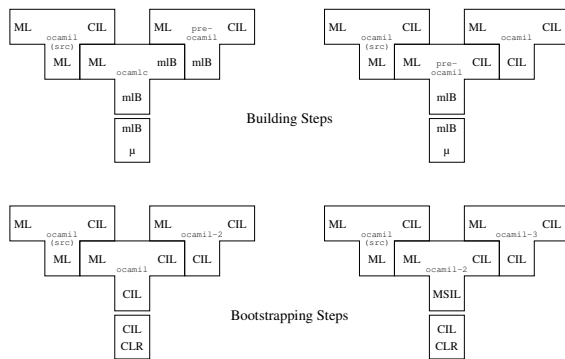 ML CIL ML pre- CIL
ocamil ocamil
(src)
ML ML mlB mlB
ocamlc
mlB
mlB
µ
ML CIL ML CIL
ocamil ocamil
(src)
ML ML CIL CIL
pre-
ocamil
mlB
mlB
µ
Building Steps
ML CIL ML CIL
ocamil ocamil-2
(src)
ML ML CIL CIL
ocamil
CIL
CIL
CLR
ML CIL ML CIL
ocamil ocamil-3
(src)
ML ML CIL CIL
ocamil-2
MSIL
CIL
CLR
Bootstrapping Steps